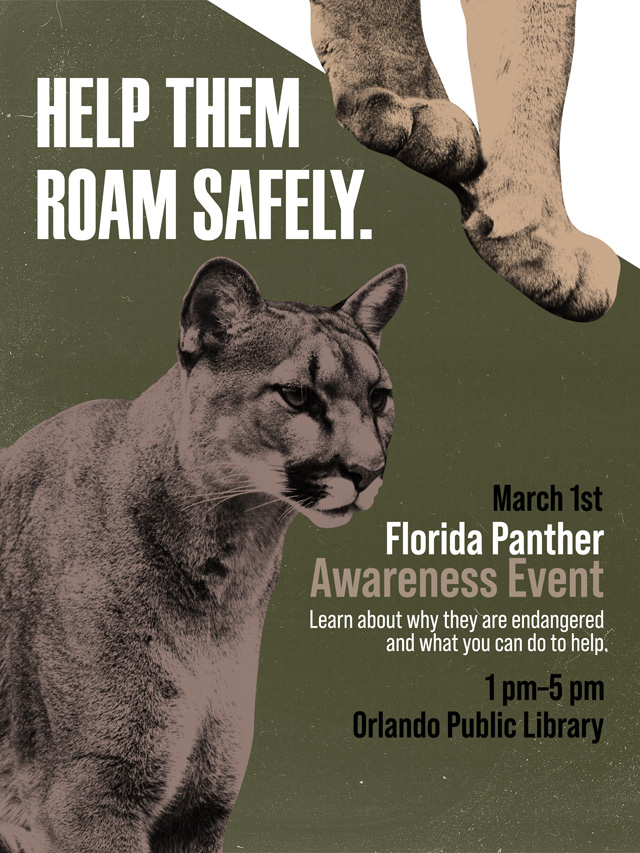 HELP THEM
ROAM SAFELY.
March 1st
Florida Panther
Awareness Event
Learn about why they are endangered
and what you can do to help.
1 pm–5 pm
Orlando Public Library